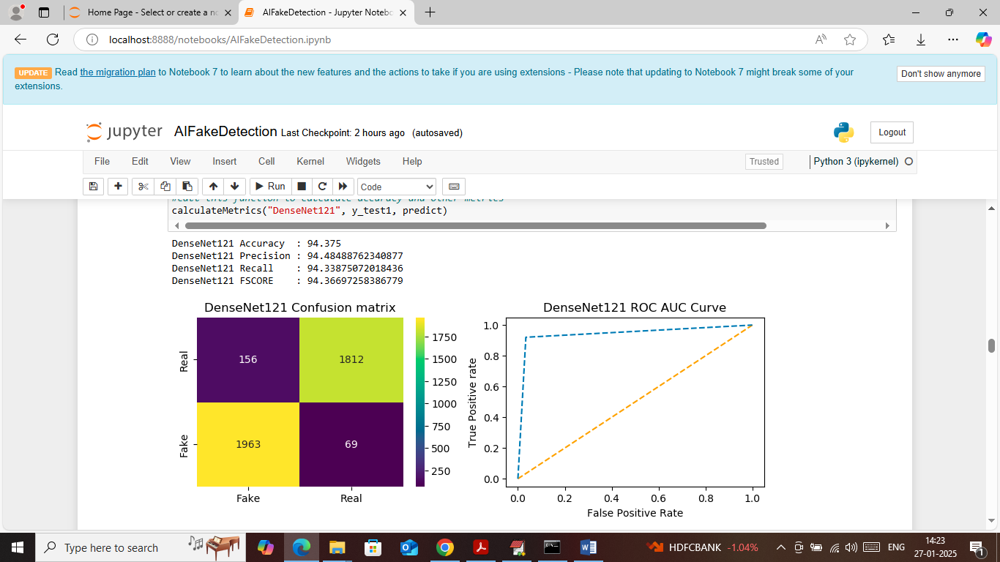 Home Page - Select or create a no
AIFakeDetection - Jupyter Notebo
localhost:8888/notebooks/AIFakeDetection.ipynb
UPDATE Read the migration plan to Notebook 7 to learn about the new features and the actions to take if you are using extensions - Please note that updating to Notebook 7 might break some of your
extensions.
Don't show anymore
jupyter AIFakeDetection Last Checkpoint: 2 hours ago (autosaved)
Logout
File Edit View Insert Cell Kernel Widgets Help
Trusted
Python 3 (ipykernel)
Run
Code
#call this function to calculate accuracy and other metrics
calculateMetrics("DenseNet121", y_test1, predict)
DenseNet121 Accuracy : 94.375
DenseNet121 Precision : 94.48488762340877
DenseNet121 Recall : 94.33875072018436
DenseNet121 FSCORE : 94.36697258386779
DenseNet121 Confusion matrix
Real
Fake
156
1812
1963
69
Fake
Real
1750
1500
1250
1000
750
500
250
DenseNet121 ROC AUC Curve
True Positive rate
1.0
0.8
0.6
0.4
0.2
0.0
0.0 0.2 0.4 0.6 0.8 1.0
False Positive Rate
Type here to search
HDFCBANK -1.04%
ENG
14:23
27-01-2025
1